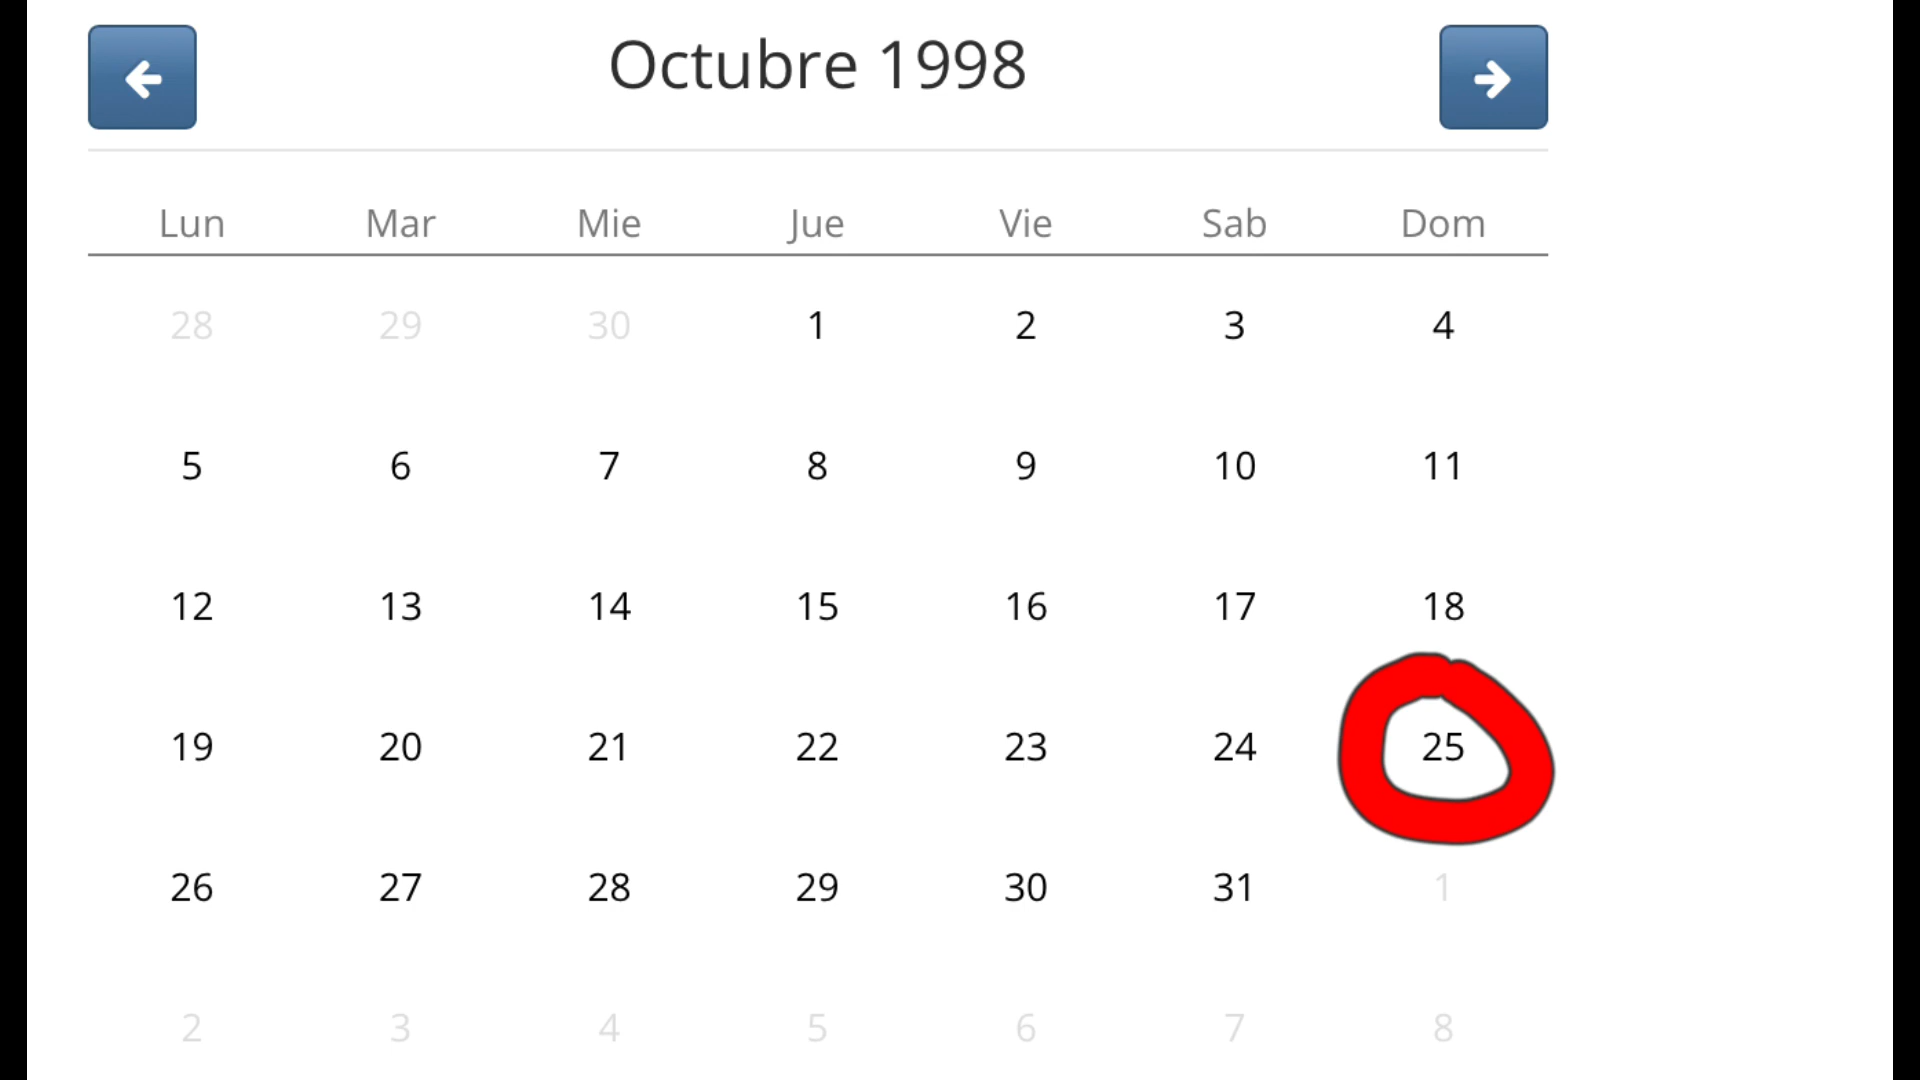 Octubre 1998
Lun Mar Mie Jue Vie Sab Dom
28 29 30 1 2 3 4
5 6 7 8 9 10 11
12 13 14 15 16 17 18
19 20 21 22 23 24 25
26 27 28 29 30 31 1
2 3 4 5 6 7 8